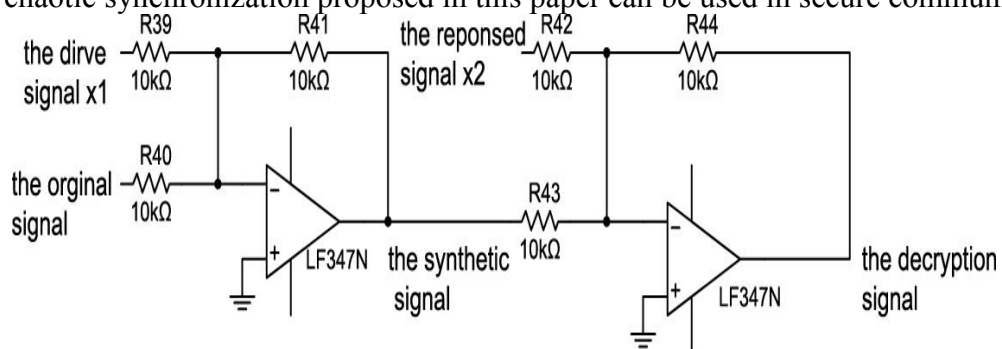 chaotic synchronization proposed in this paper can be used in secure commun
R39
R41
the reponsed
signal x2
R42
R44
the dirve
signal x1
10kΩ
10kΩ
10kΩ
10kΩ
R40
the orginal
signal
10kΩ
−
+
LF347N
R43
10kΩ
the synthetic
signal
−
+
LF347N
the decryption
signal